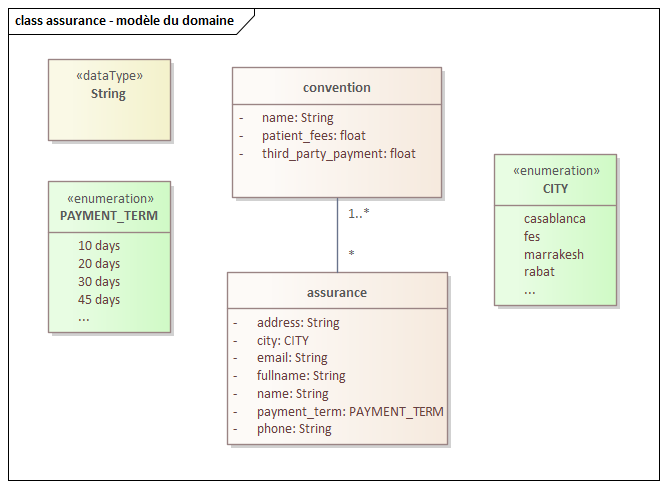 class assurance - modèle du domaine
«dataType»
String
convention
- name: String
- patient_fees: float
- third_party_payment: float
«enumeration»
PAYMENT_TERM
10 days
20 days
30 days
45 days
...
«enumeration»
CITY
casablanca
fes
marrakesh
rabat
...
1..*
*
assurance
- address: String
- city: CITY
- email: String
- fullname: String
- name: String
- payment_term: PAYMENT_TERM
- phone: String